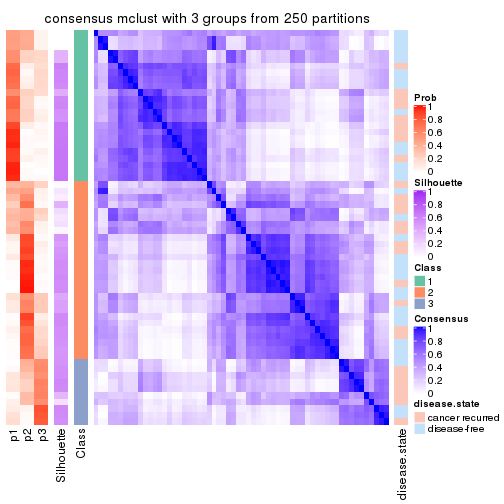 consensus mclust with 3 groups from 250 partitions
Prob
1
0.8
0.6
0.4
0.2
0
Silhouette
1
0.8
0.6
0.4
0.2
0
Class
1
2
3
Consensus
1
0.8
0.6
0.4
0.2
0
disease.state
cancer recurred
disease-free
p1
p2
p3
Silhouette
Class
disease.state